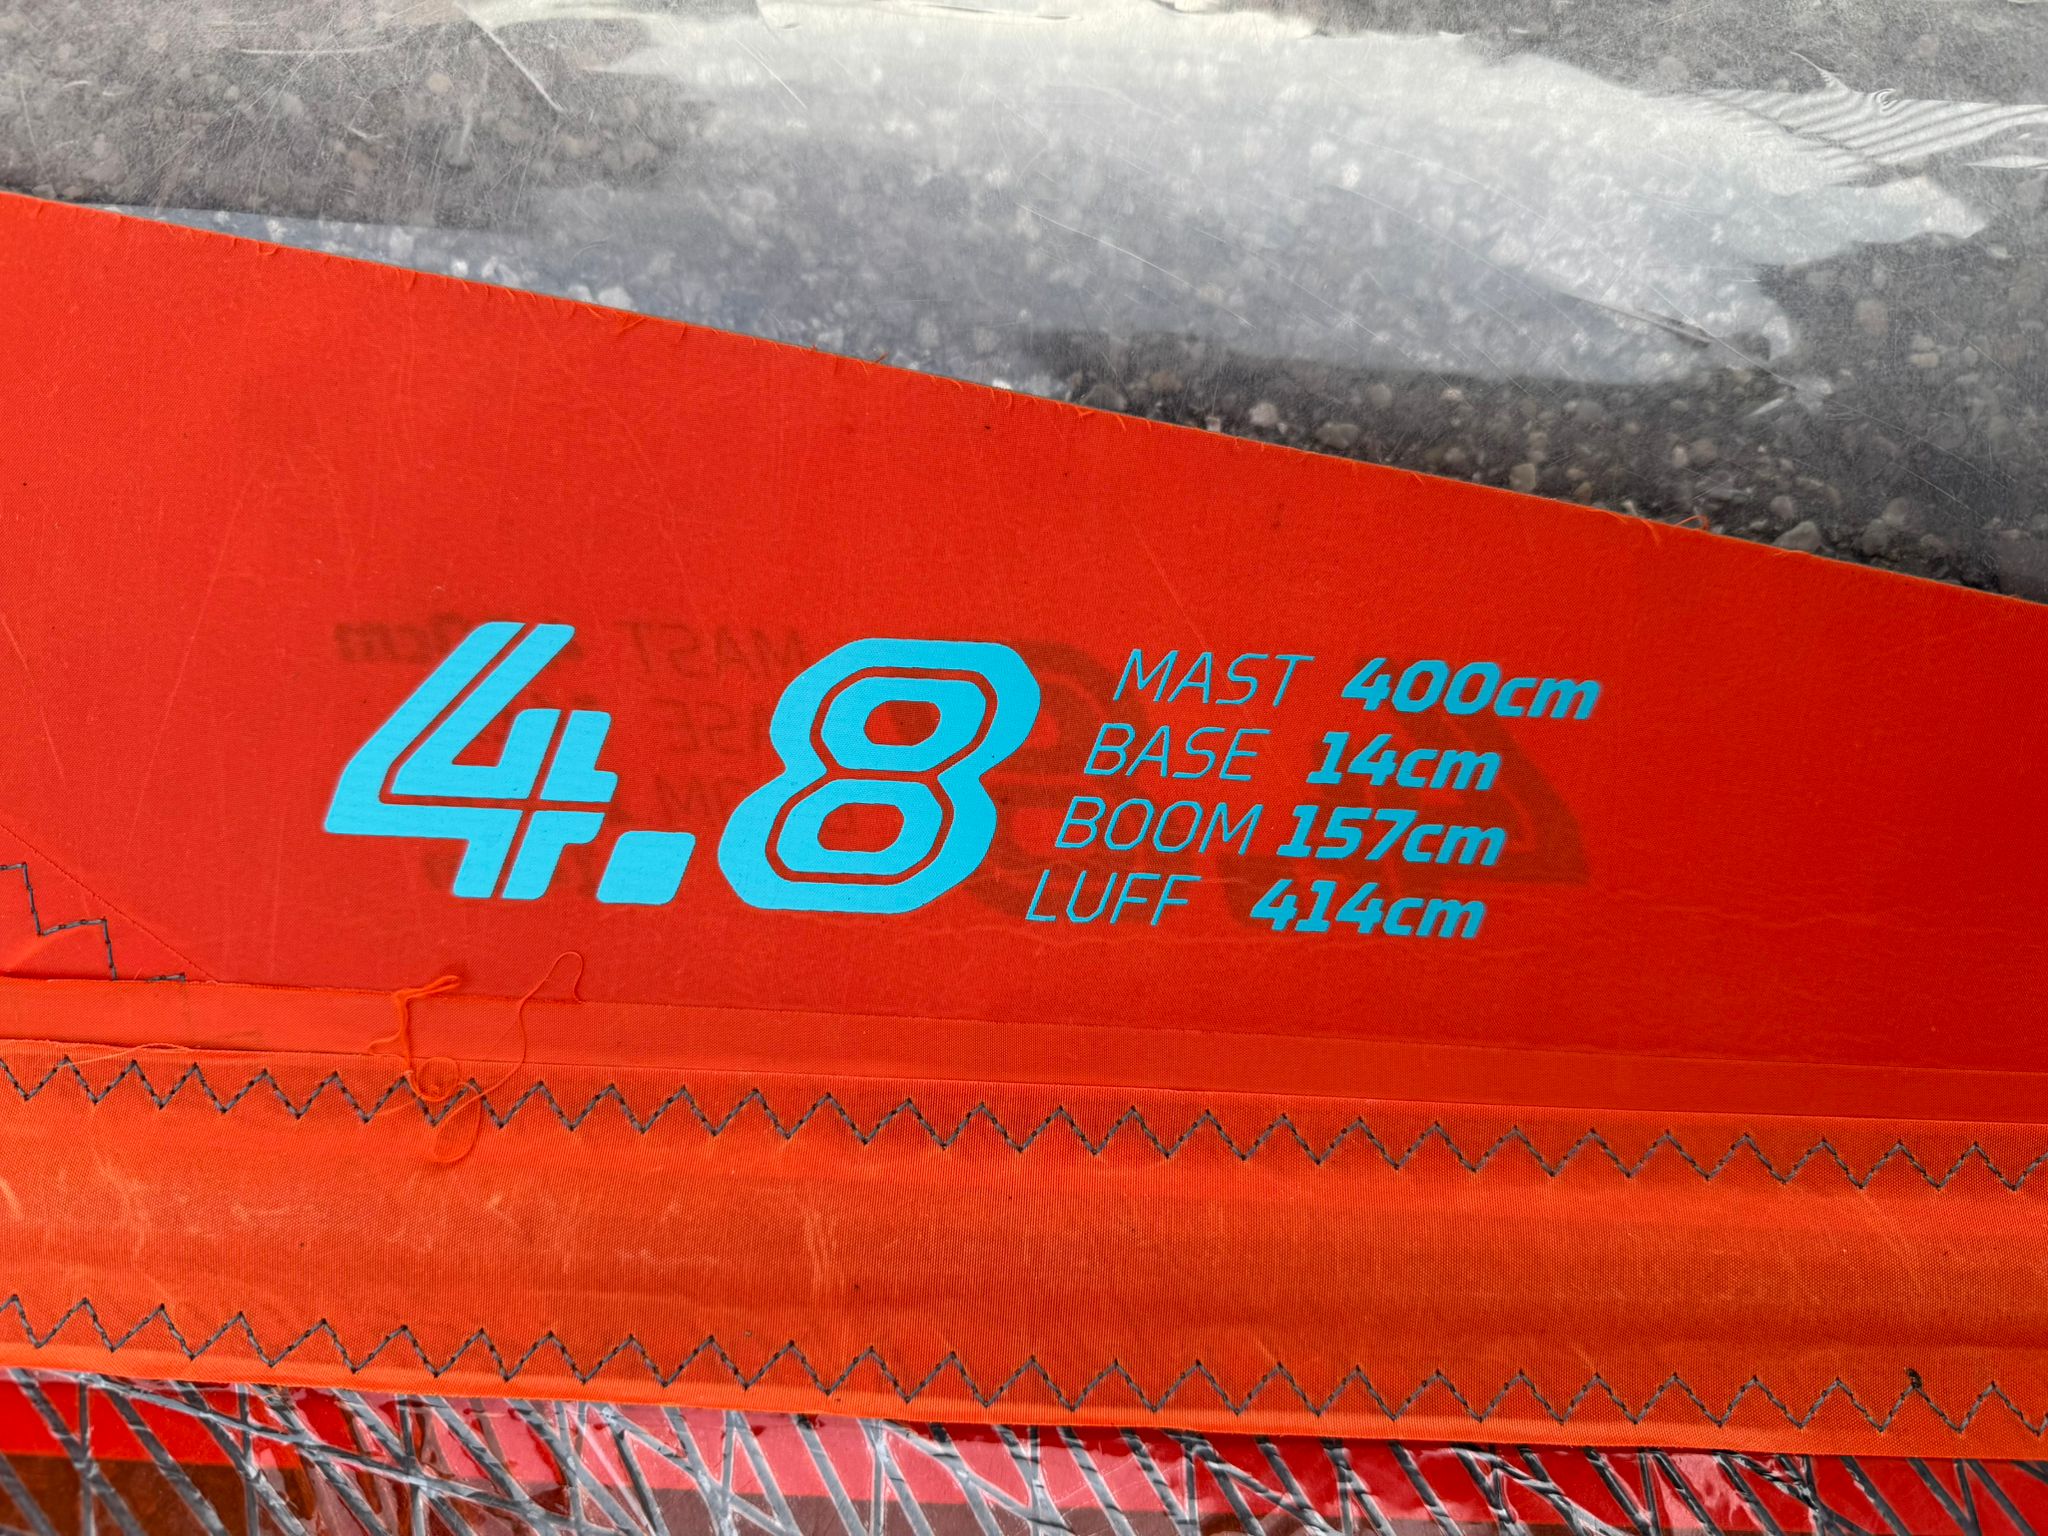 4.8
MAST 400cm
BASE 14cm
BOOM 157cm
LUFF 414cm